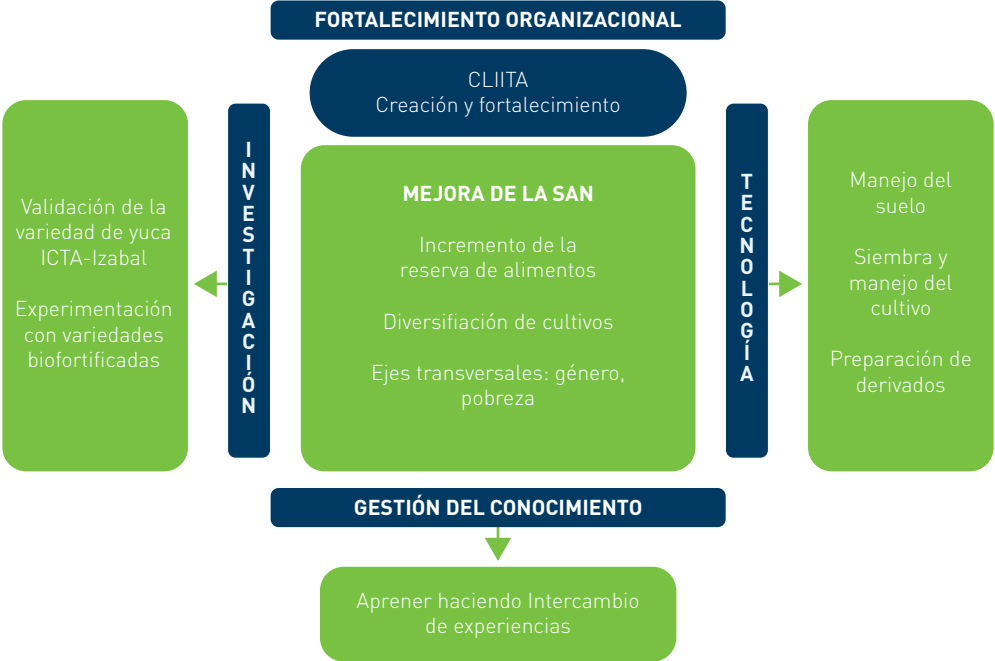 FORTALECIMIENTO ORGANIZACIONAL
CLIITA
Creación y fortalecimiento
Validación de la
variedad de yuca
ICTA-Izabal
Experimentación
con variedades
biofortificadas
INVESTIGACIÓN
MEJORA DE LA SAN
Incremento de la
reserva de alimentos
Diversifiación de cultivos
Ejes transversales: género,
pobreza
TECNOLOGÍA
Manejo del
suelo
Siembra y
manejo del
cultivo
Preparación de
derivados
GESTIÓN DEL CONOCIMIENTO
Aprener haciendo Intercambio
de experiencias